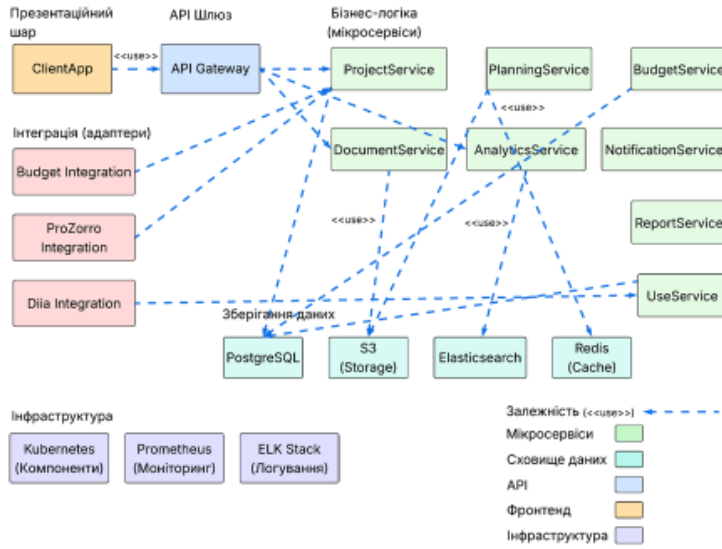 Презентаційний
шар
API Шлюз
Бізнес-логіка
(мікросервіси)
ClientApp
<<use>>
API Gateway
ProjectService
PlanningService
BudgetService
<<use>>
Інтеграція (адаптери)
Budget Integration
DocumentService
AnalyticsService
NotificationService
ProZorro
Integration
<<use>>
<<use>>
ReportService
Diia Integration
UseService
Зберігання даних
PostgreSQL
S3
(Storage)
Elasticsearch
Redis
(Cache)
Інфраструктура
Kubernetes
(Компоненти)
Prometheus
(Моніторинг)
ELK Stack
(Логування)
Залежність (<<use>>)
Мікросервіси
Сховище даних
API
Фронтенд
Інфраструктура